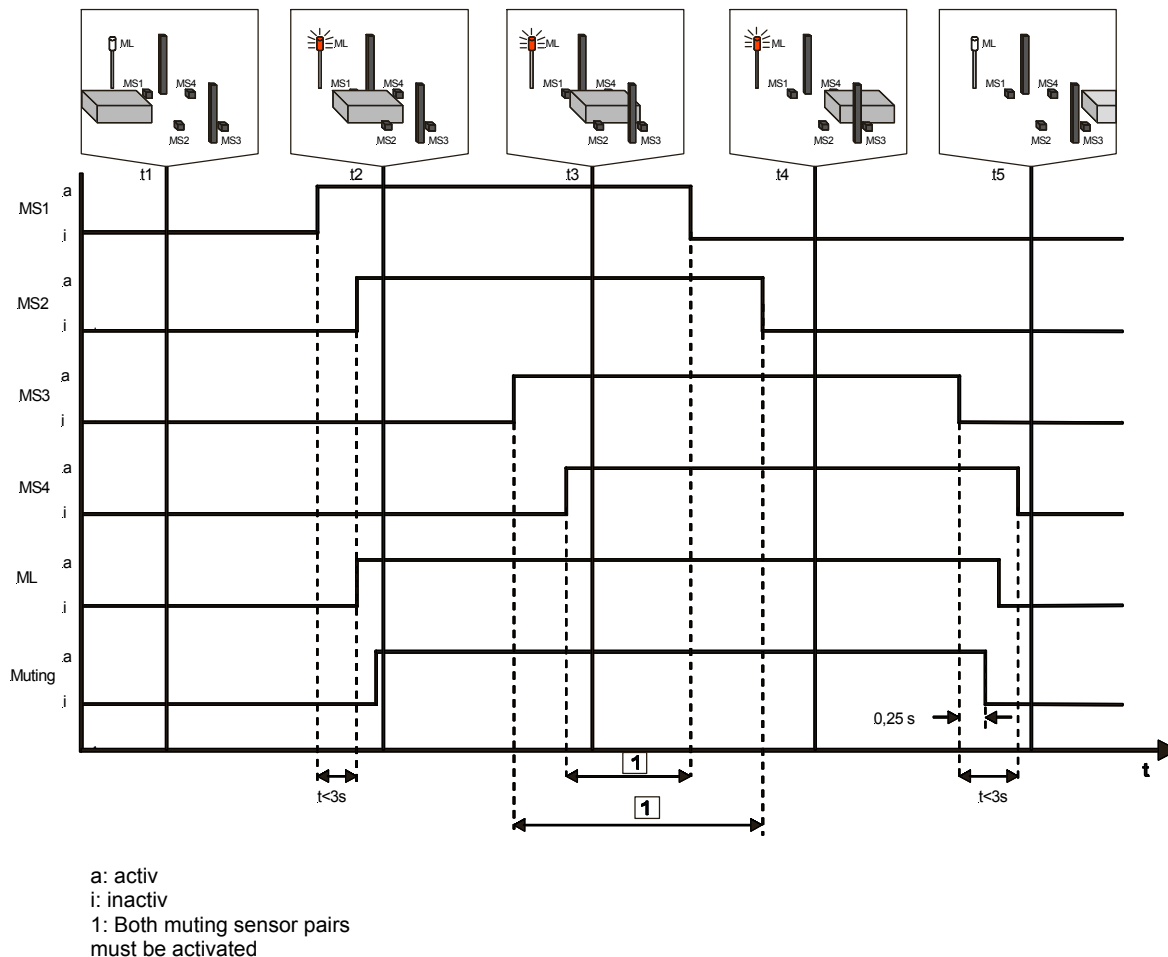 ML
MS1
MS4
MS2
MS3
ML
MS1
MS4
MS2
MS3
ML
MS1
MS4
MS2
MS3
ML
MS1
MS4
MS2
MS3
ML
MS1
MS4
MS2
MS3
t1
t2
t3
t4
t5
MS1
a
i
MS2
a
i
MS3
a
i
MS4
a
i
ML
a
i
Muting
a
i
0,25 s
t
t<3s
1
t<3s
1
a: activ
i: inactiv
1: Both muting sensor pairs
must be activated